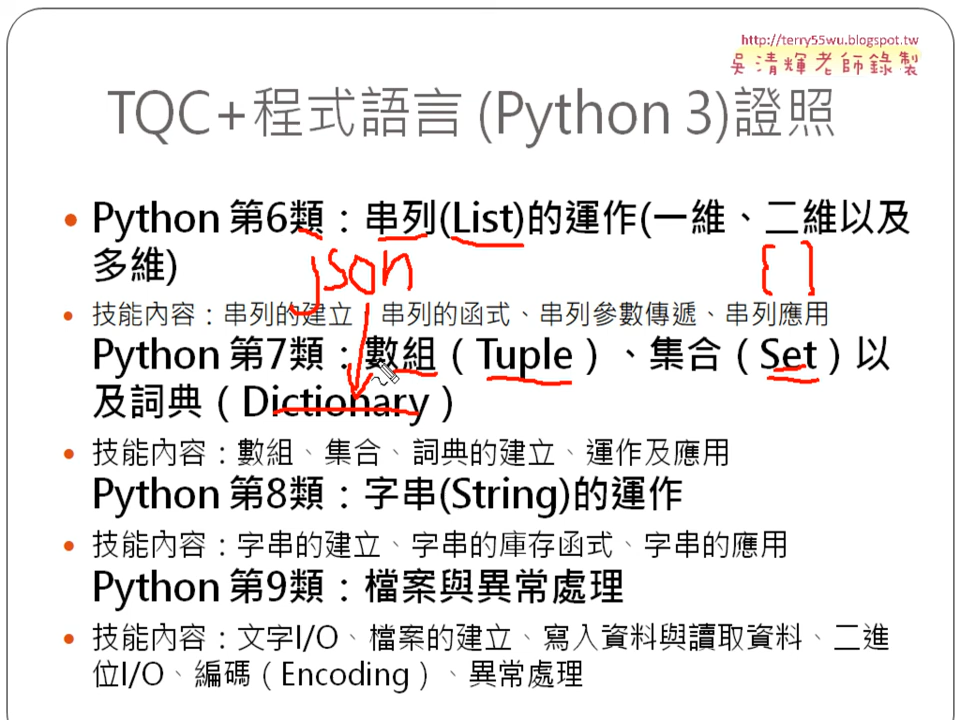 http://terry55wu.blogspot.tw
吳清輝老師錄製
TQC+程式語言 (Python 3)證照
Python 第6類：串列(List)的運作(一維、二維以及
多維)
json
[ ]
技能內容：串列的建立、串列的函式、串列參數傳遞、串列應用
Python 第7類：數組（Tuple）、集合（Set）以
及詞典（Dictionary）
技能內容：數組、集合、詞典的建立、運作及應用
Python 第8類：字串(String)的運作
技能內容：字串的建立、字串的庫存函式、字串的應用
Python 第9類：檔案與異常處理
技能內容：文字I/O、檔案的建立、寫入資料與讀取資料、二進
位I/O、編碼（Encoding）、異常處理